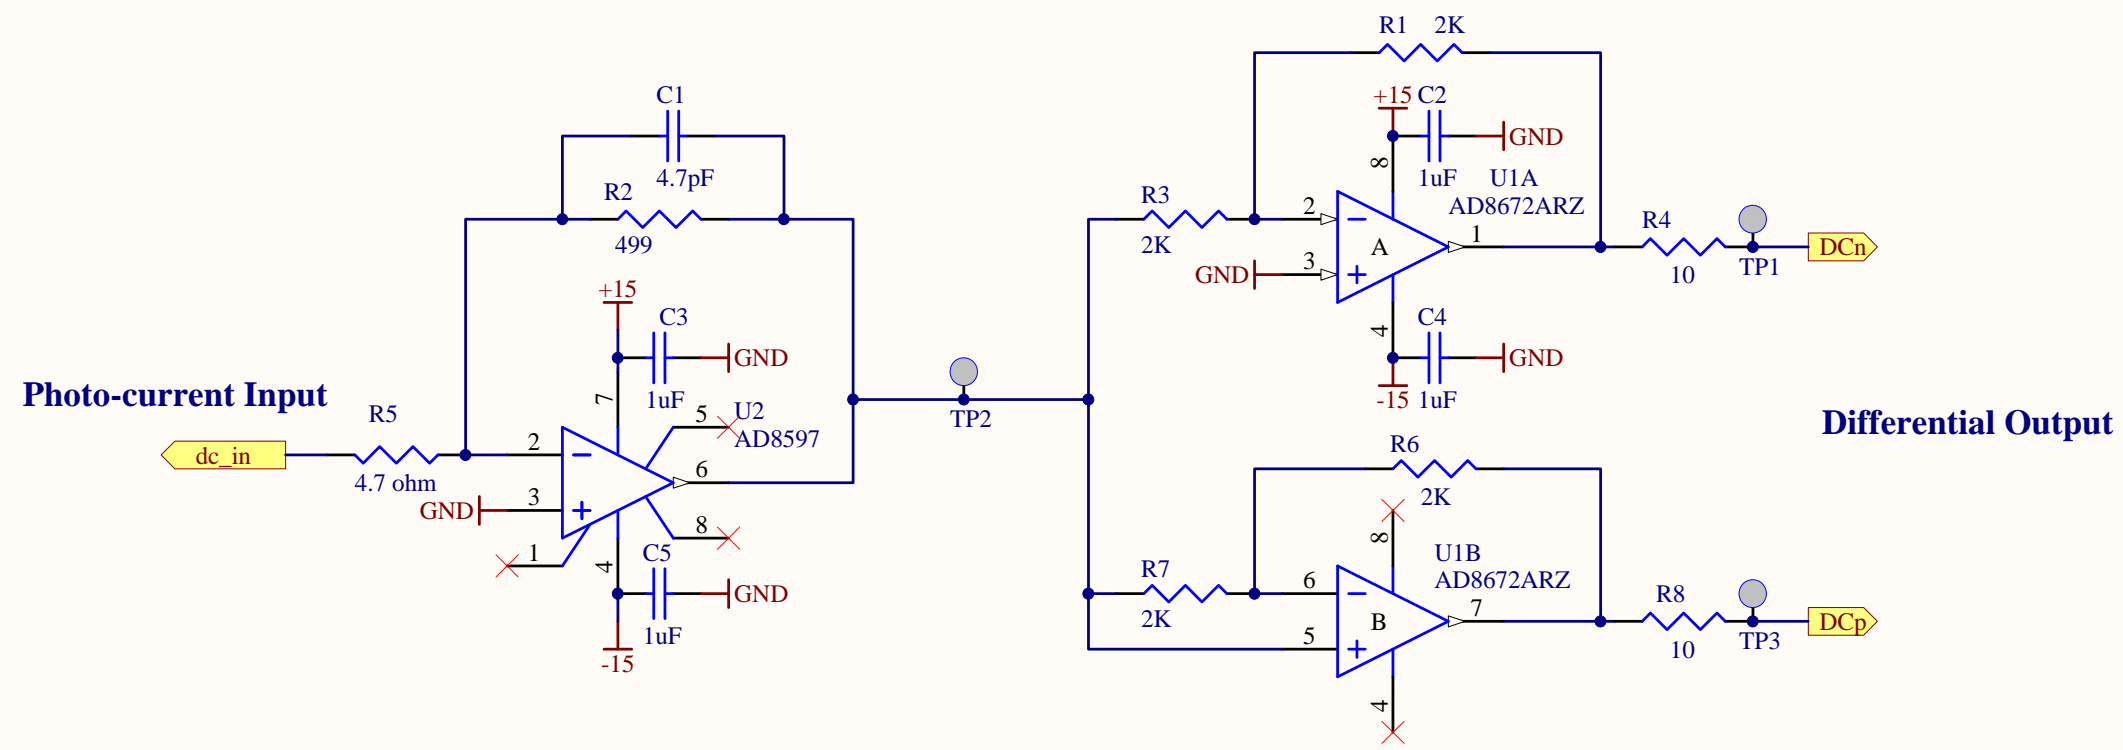 R1 2K
C1
4.7pF
R2
499
+15
C3
GND
1uF
7
5
U2
AD8597
Photo-current Input
R5
dc_in
4.7 ohm
2
6
GND
3
8
1
4
C5
GND
1uF
-15
TP2
+15 C2
GND
8
1uF
U1A
AD8672ARZ
R3
2K
2
A
1
GND
3
R4
10
TP1
DCn
4
C4
GND
-15 1uF
Differential Output
R6
2K
8
U1B
AD8672ARZ
R7
2K
6
B
7
5
R8
10
TP3
DCp
4